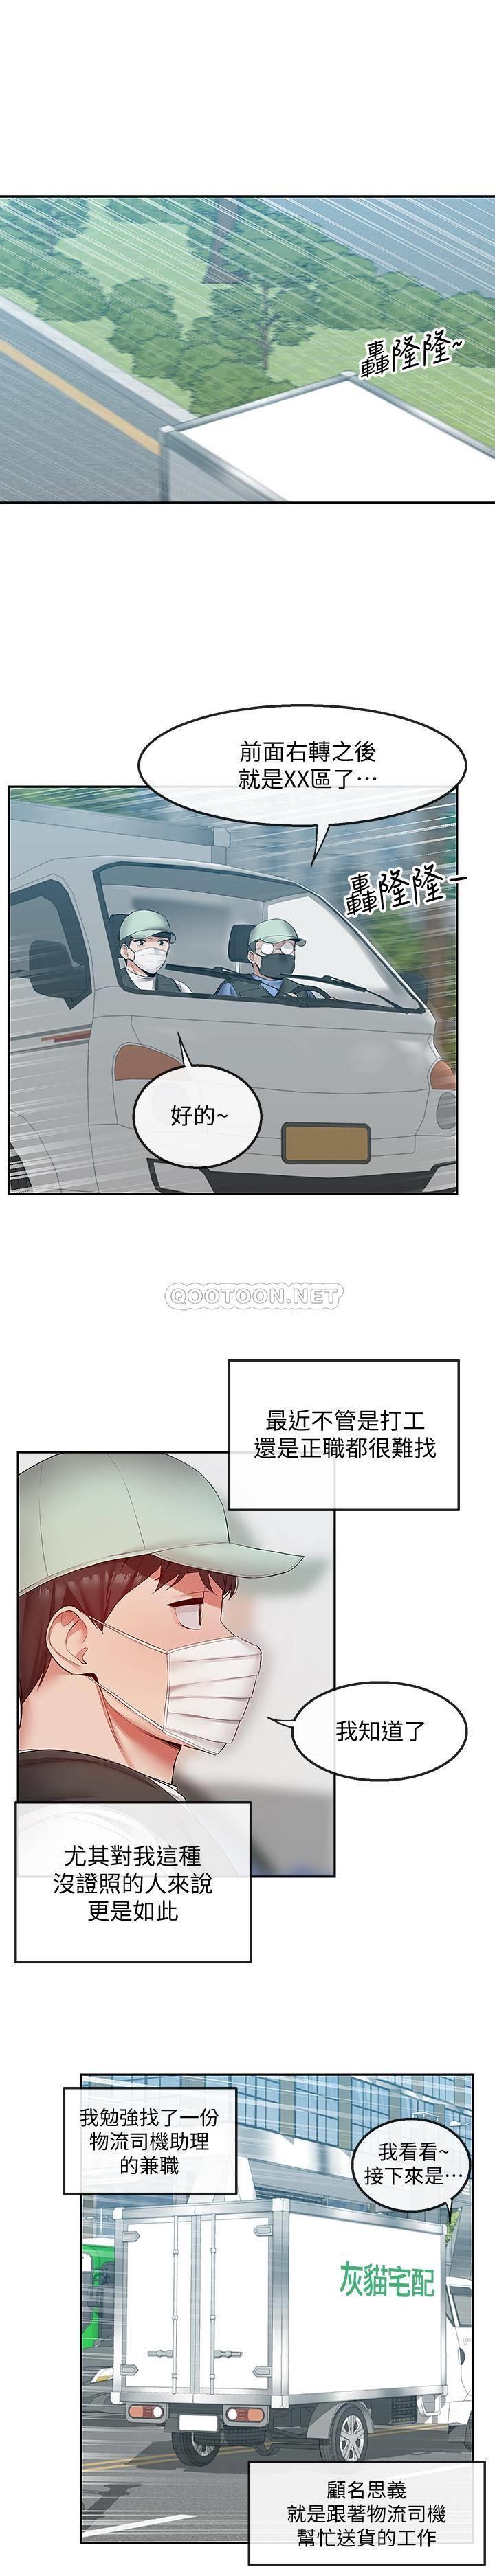 轟隆隆~
前面右轉之後
就是XX區了…
轟隆隆-
好的~
QOOTOON.NET
最近不管是打工
還是正職都很難找
我知道了
尤其對我這種
沒證照的人來說
更是如此
我勉強找了一份
物流司機助理
的兼職
我看看~
接下來是…
灰貓宅配
顧名思義
就是跟著物流司機
幫忙送貨的工作